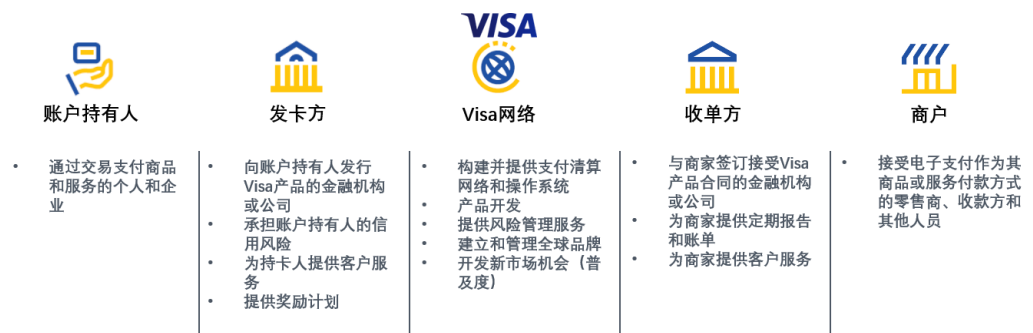 VISA
账户持有人
发卡方
Visa网络
收单方
商户
• 通过交易支付商品
和服务的个人和企
业
• 向账户持有人发行
Visa产品的金融机构
或公司
• 承担账户持有人的信
用风险
• 为持卡人提供客户服
务
• 提供奖励计划
• 构建并提供支付清算
网络和操作系统
• 产品开发
• 提供风险管理服务
• 建立和管理全球品牌
• 开发新市场机会（普
及度）
• 与商家签订接受Visa
产品合同的金融机构
或公司
• 为商家提供定期报告
和账单
• 为商家提供客户服务
• 接受电子支付作为其
商品或服务付款方式
的零售商、收款方和
其他人员